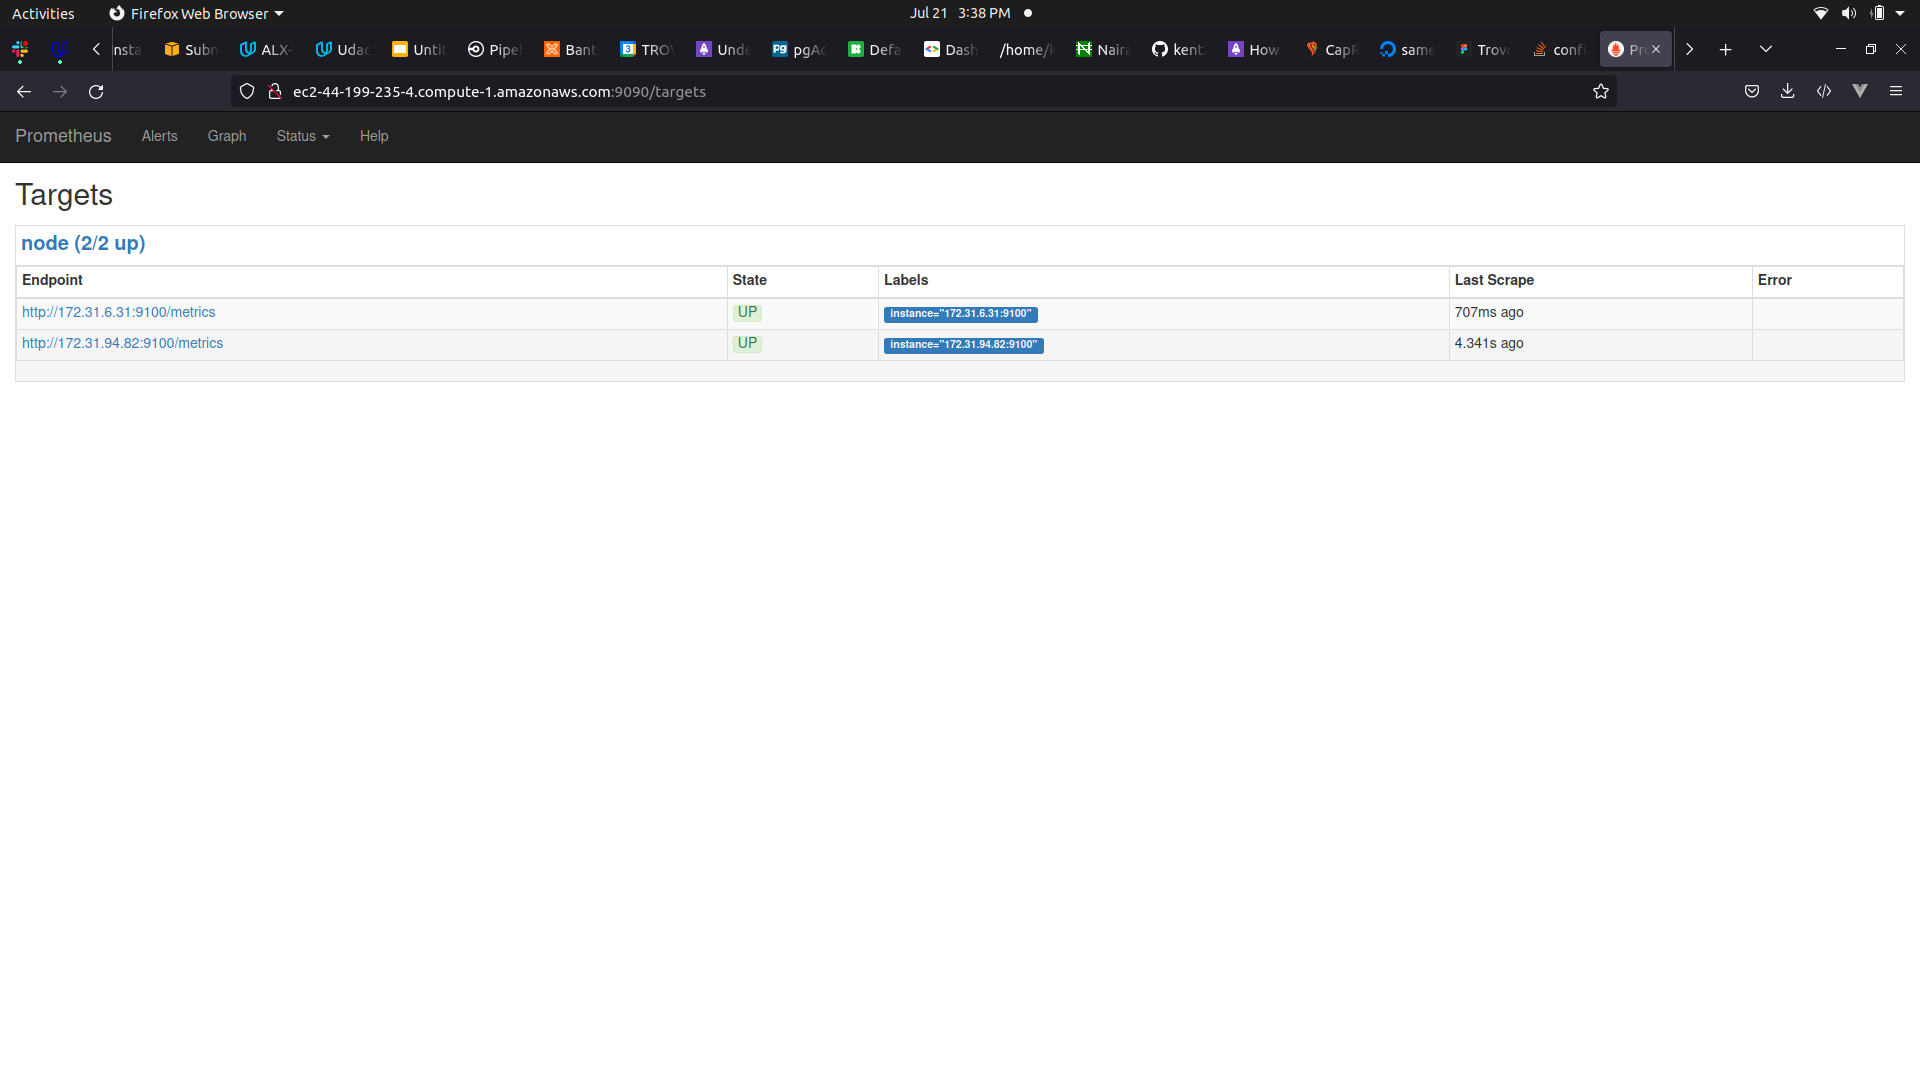 Activities Firefox Web Browser Jul 21 3:38 PM
nsta Subn ALX- Udac Untit Pipel Bant TRO Unde pgAd Defa Dash /home/k Naira kent How CapR same Trov confi Pro
ec2-44-199-235-4.compute-1.amazonaws.com:9090/targets
Prometheus Alerts Graph Status Help
Targets
node (2/2 up)
Endpoint State Labels Last Scrape Error
http://172.31.6.31:9100/metrics UP instance="172.31.6.31:9100" 707ms ago
http://172.31.94.82:9100/metrics UP instance="172.31.94.82:9100" 4.341s ago